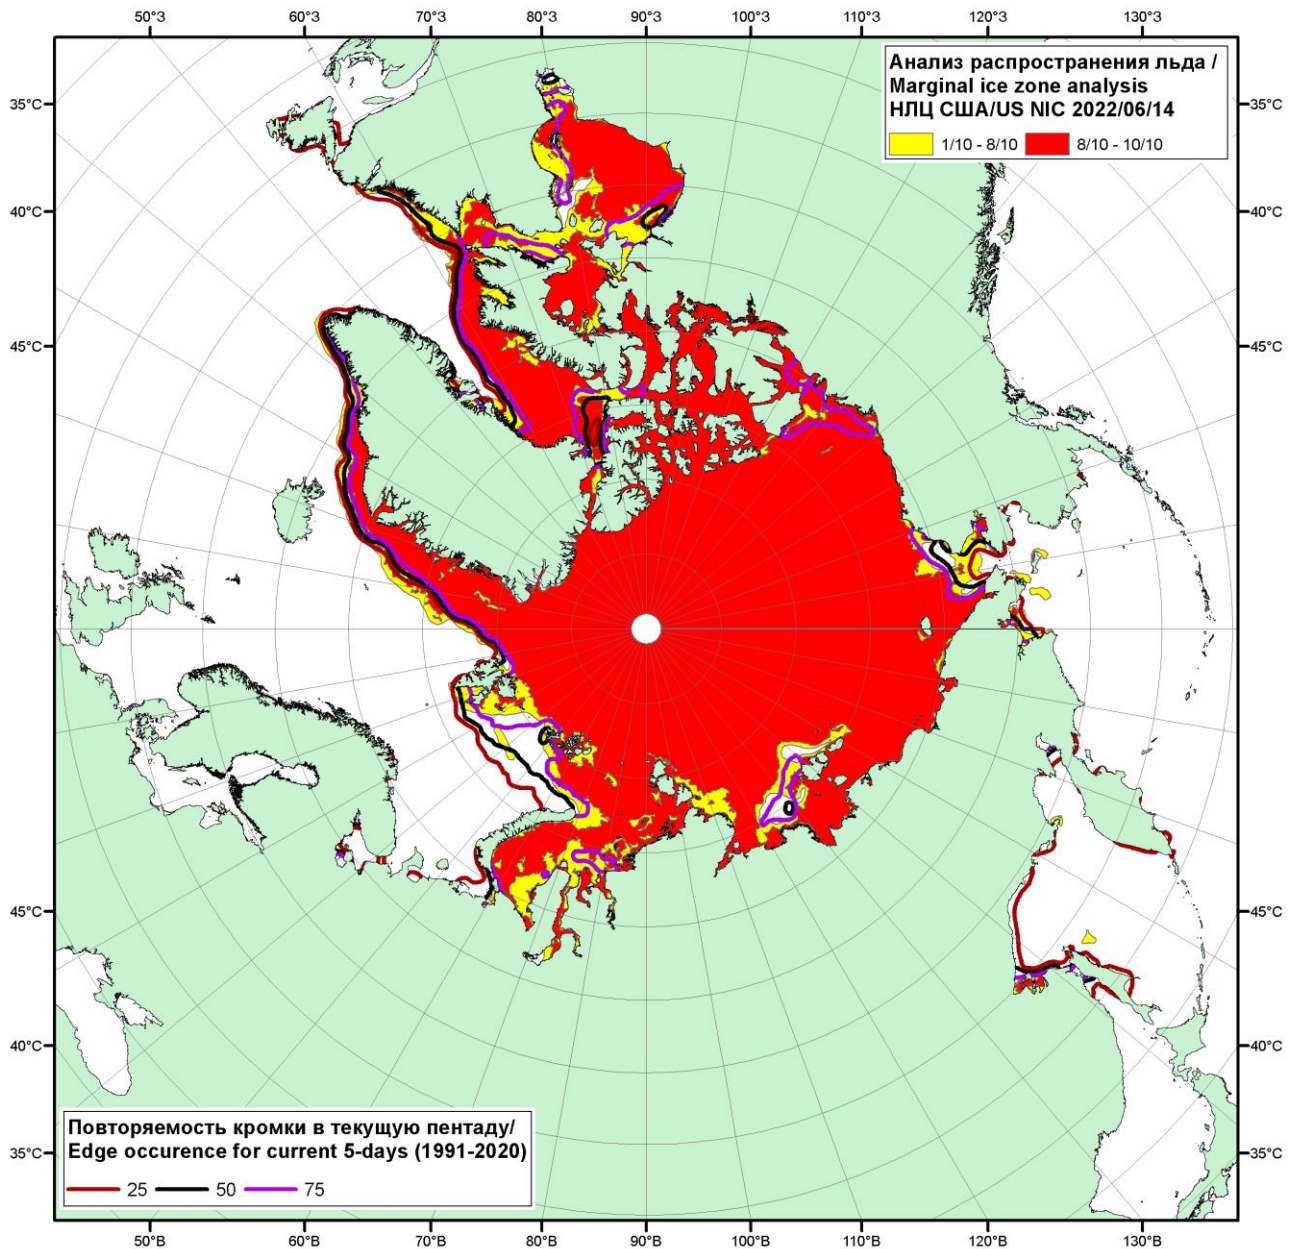 50°З 60°З 70°З 80°З 90°З 100°З 110°З 120°З 130°З
Анализ распространения льда /
Marginal ice zone analysis
НЛЦ США/US NIC 2022/06/14
1/10 - 8/10 8/10 - 10/10
35°С 35°С
40°С 40°С
45°С 45°С
45°С 45°С
40°С 40°С
35°С 35°С
Повторяемость кромки в текущую пентаду/
Edge occurence for current 5-days (1991-2020)
25 50 75
50°В 60°В 70°В 80°В 90°В 100°В 110°В 120°В 130°В